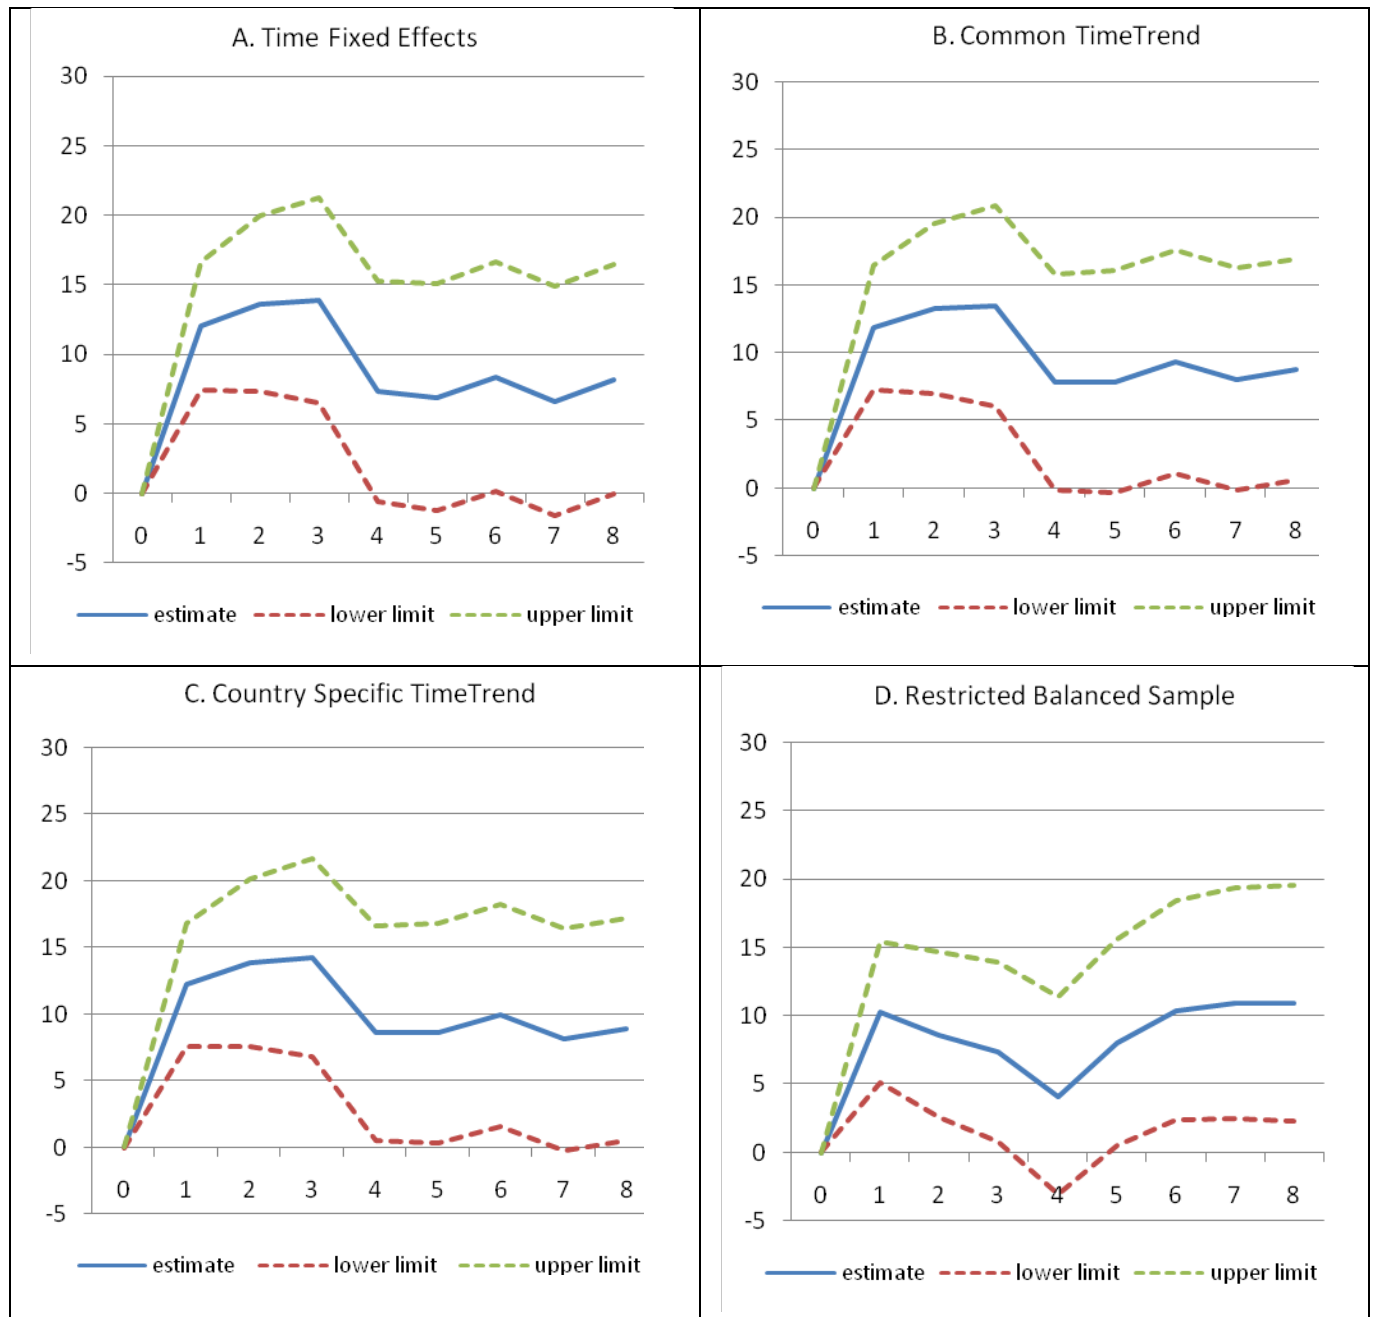 A. Time Fixed Effects
30
25
20
15
10
5
0
-5
0 1 2 3 4 5 6 7 8
estimate lower limit upper limit
B. Common TimeTrend
30
25
20
15
10
5
0
-5
0 1 2 3 4 5 6 7 8
estimate lower limit upper limit
C. Country Specific TimeTrend
30
25
20
15
10
5
0
-5
0 1 2 3 4 5 6 7 8
estimate lower limit upper limit
D. Restricted Balanced Sample
30
25
20
15
10
5
0
-5
0 1 2 3 4 5 6 7 8
estimate lower limit upper limit